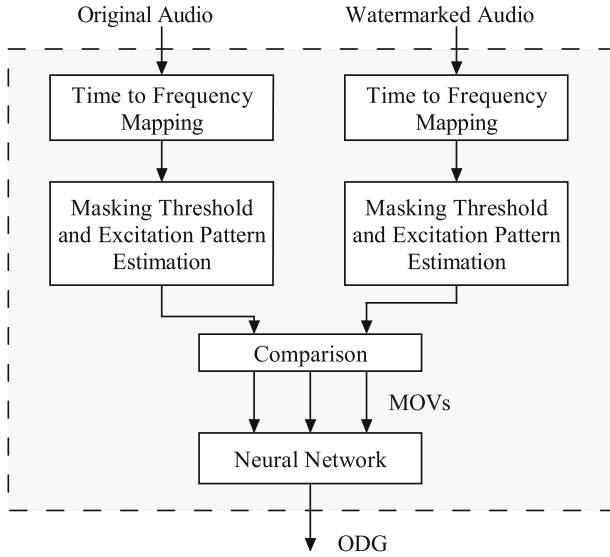 Original Audio
Watermarked Audio
Time to Frequency
Mapping
Time to Frequency
Mapping
Masking Threshold
and Excitation Pattern
Estimation
Masking Threshold
and Excitation Pattern
Estimation
Comparison
MOVs
Neural Network
ODG